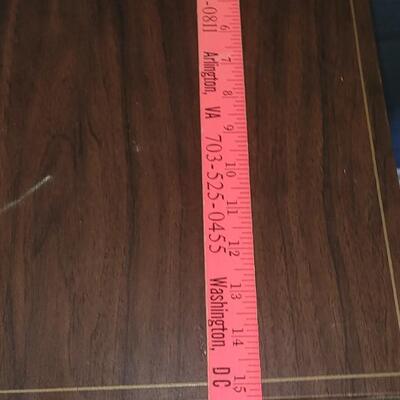 -0811 Arlington, VA 703-525-0455 Washington, DC
6 7 8 9 10 11 12 13 14 15